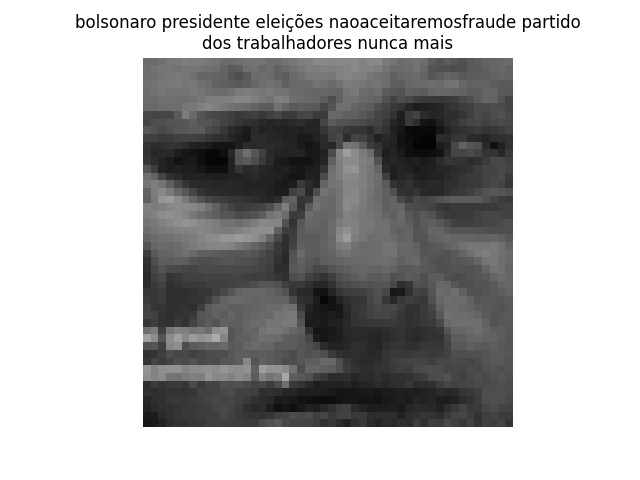 bolsonaro presidente eleições naoaceitaremosfraude partido
dos trabalhadores nunca mais